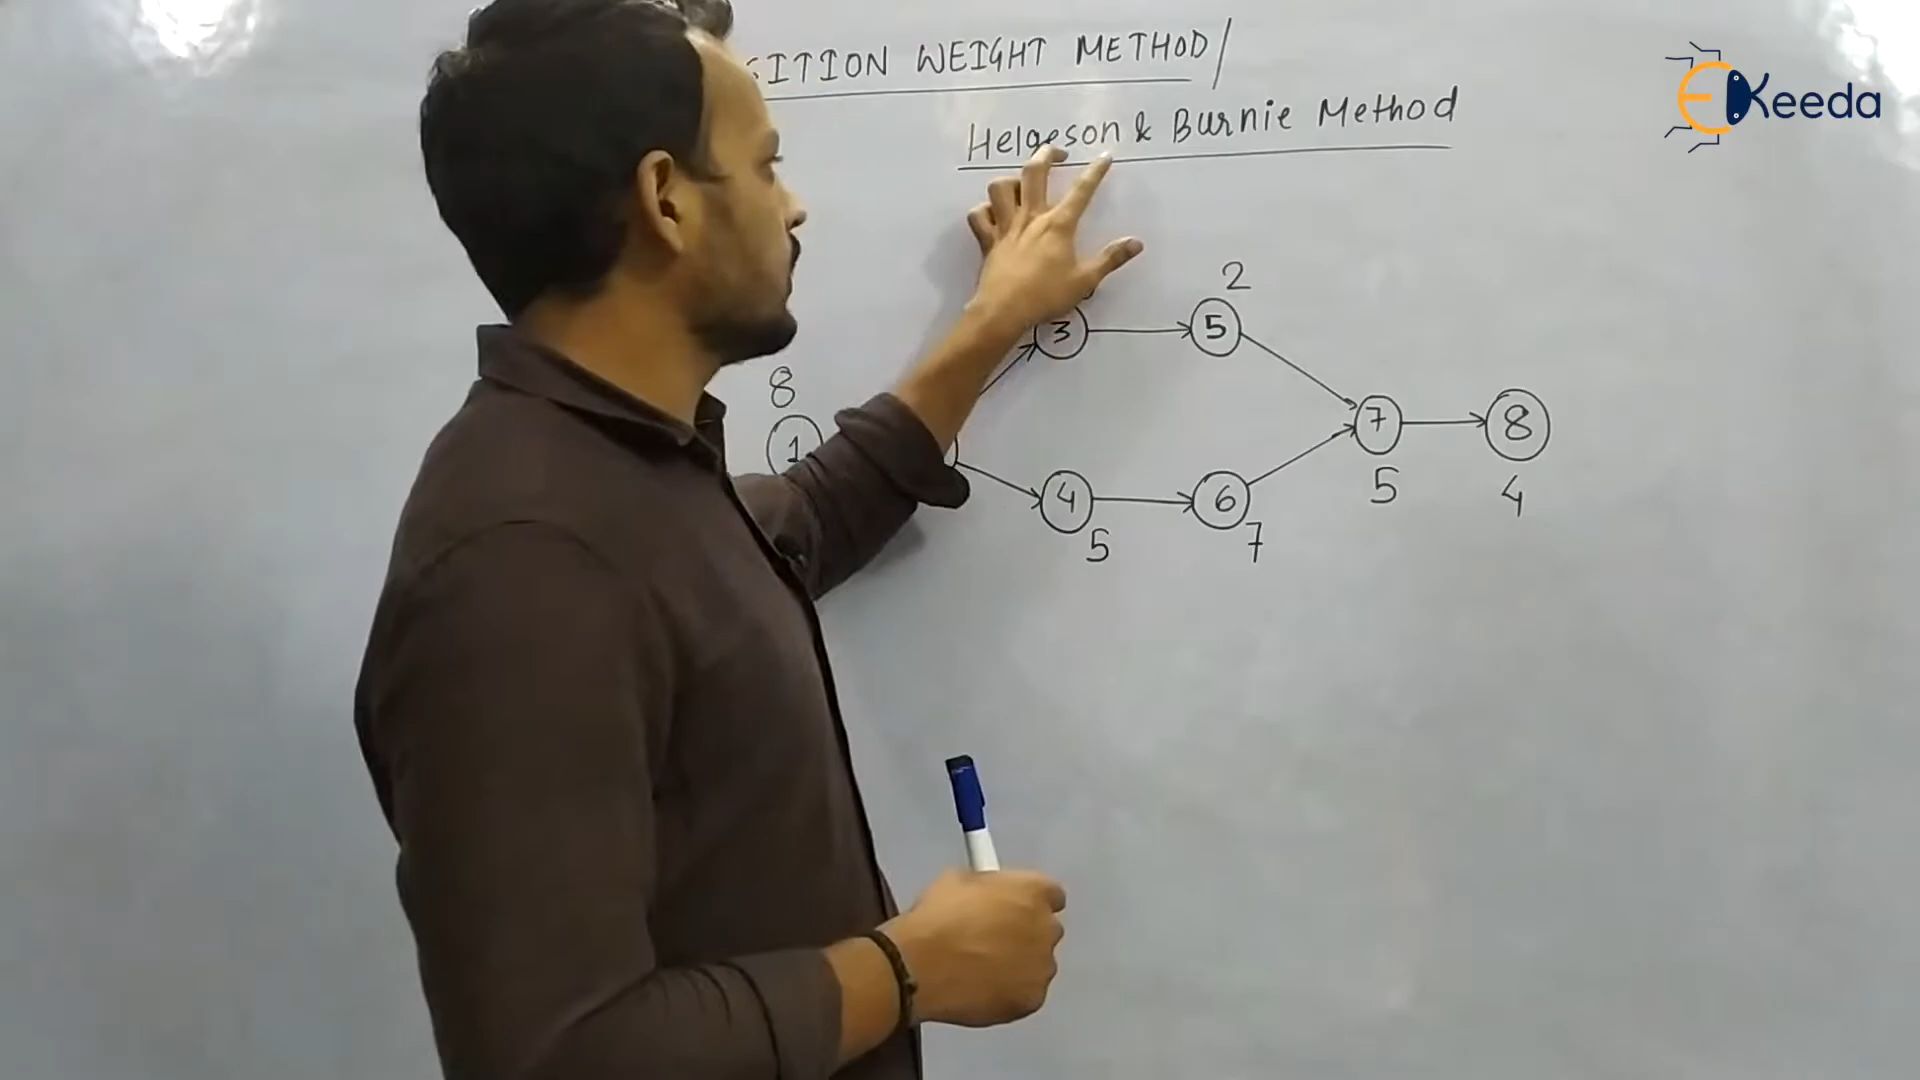 SITION WEIGHT METHOD/
Helgeson & Burnie Method
EKeeda
2
3 5
8
1 7 8
4 6
5 4
5 7